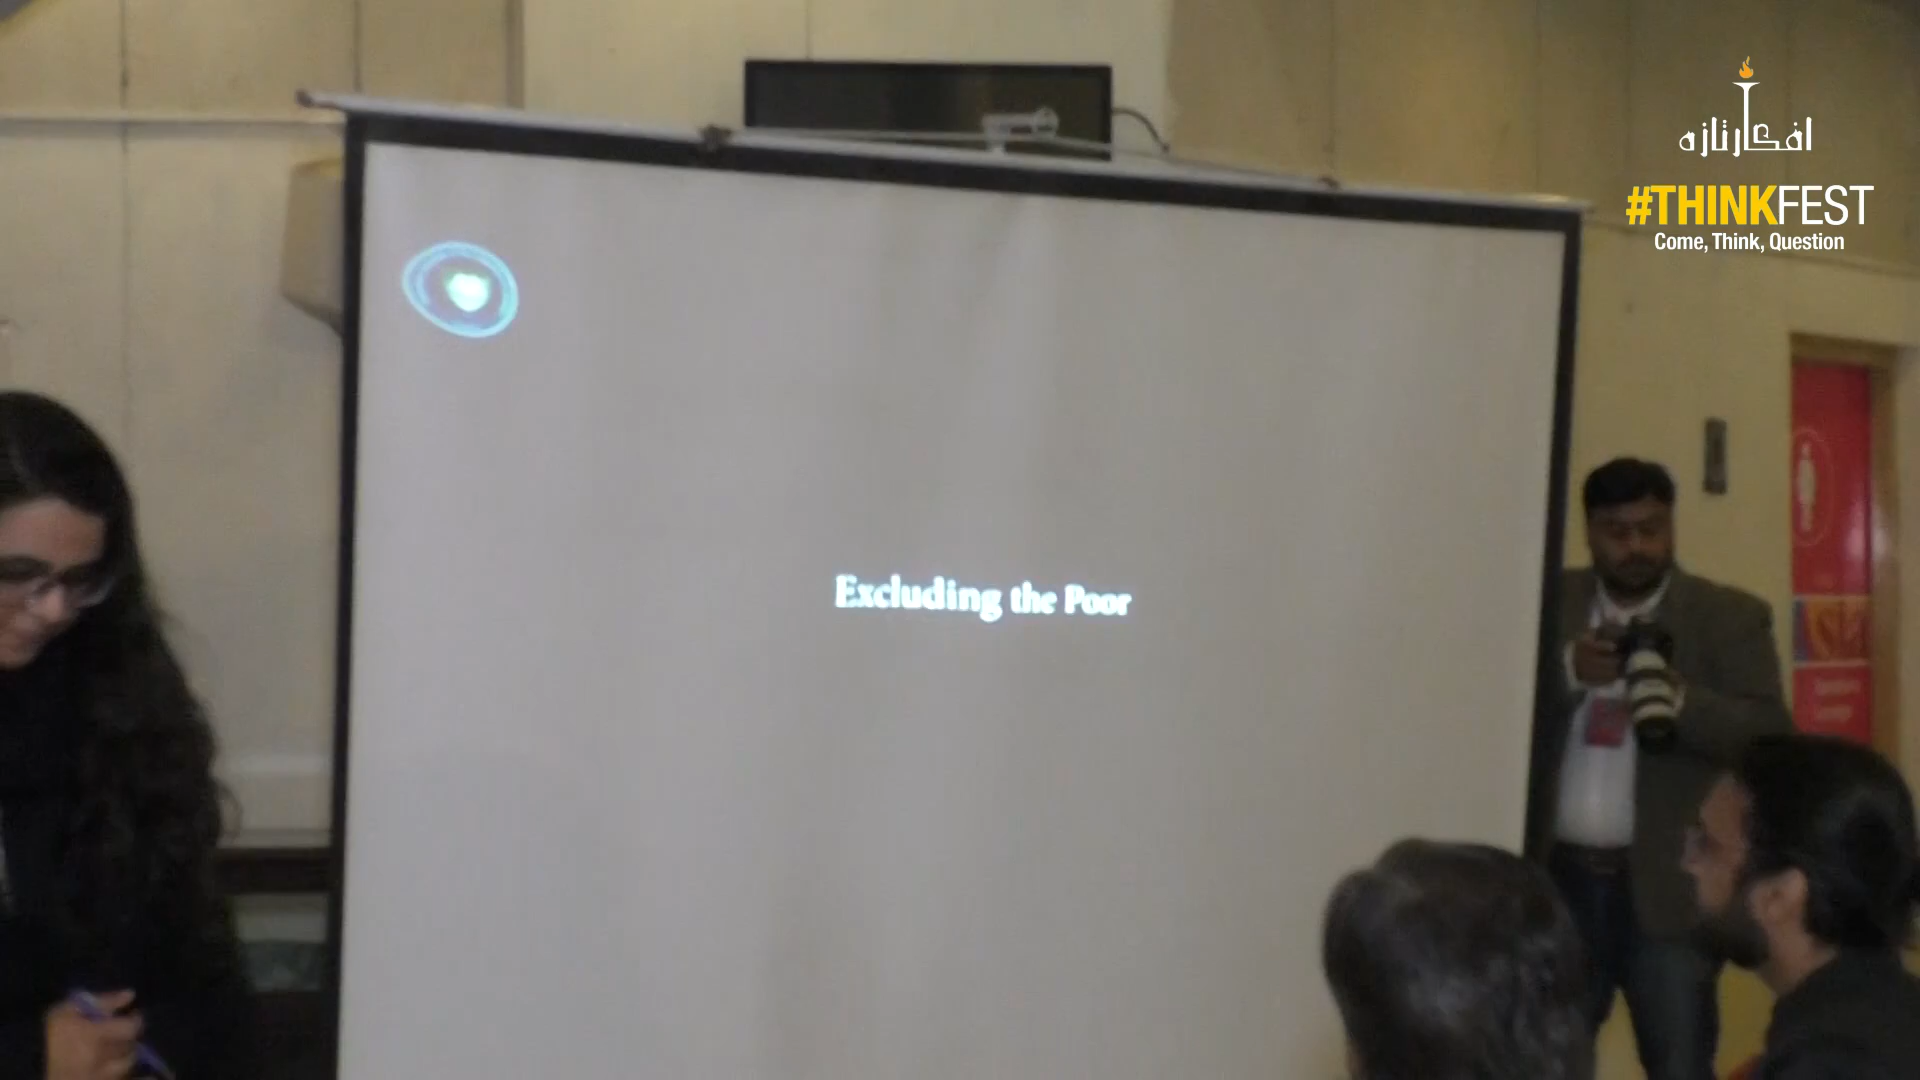 افکار تازہ
#THINKFEST
Come, Think, Question
Excluding the Poor